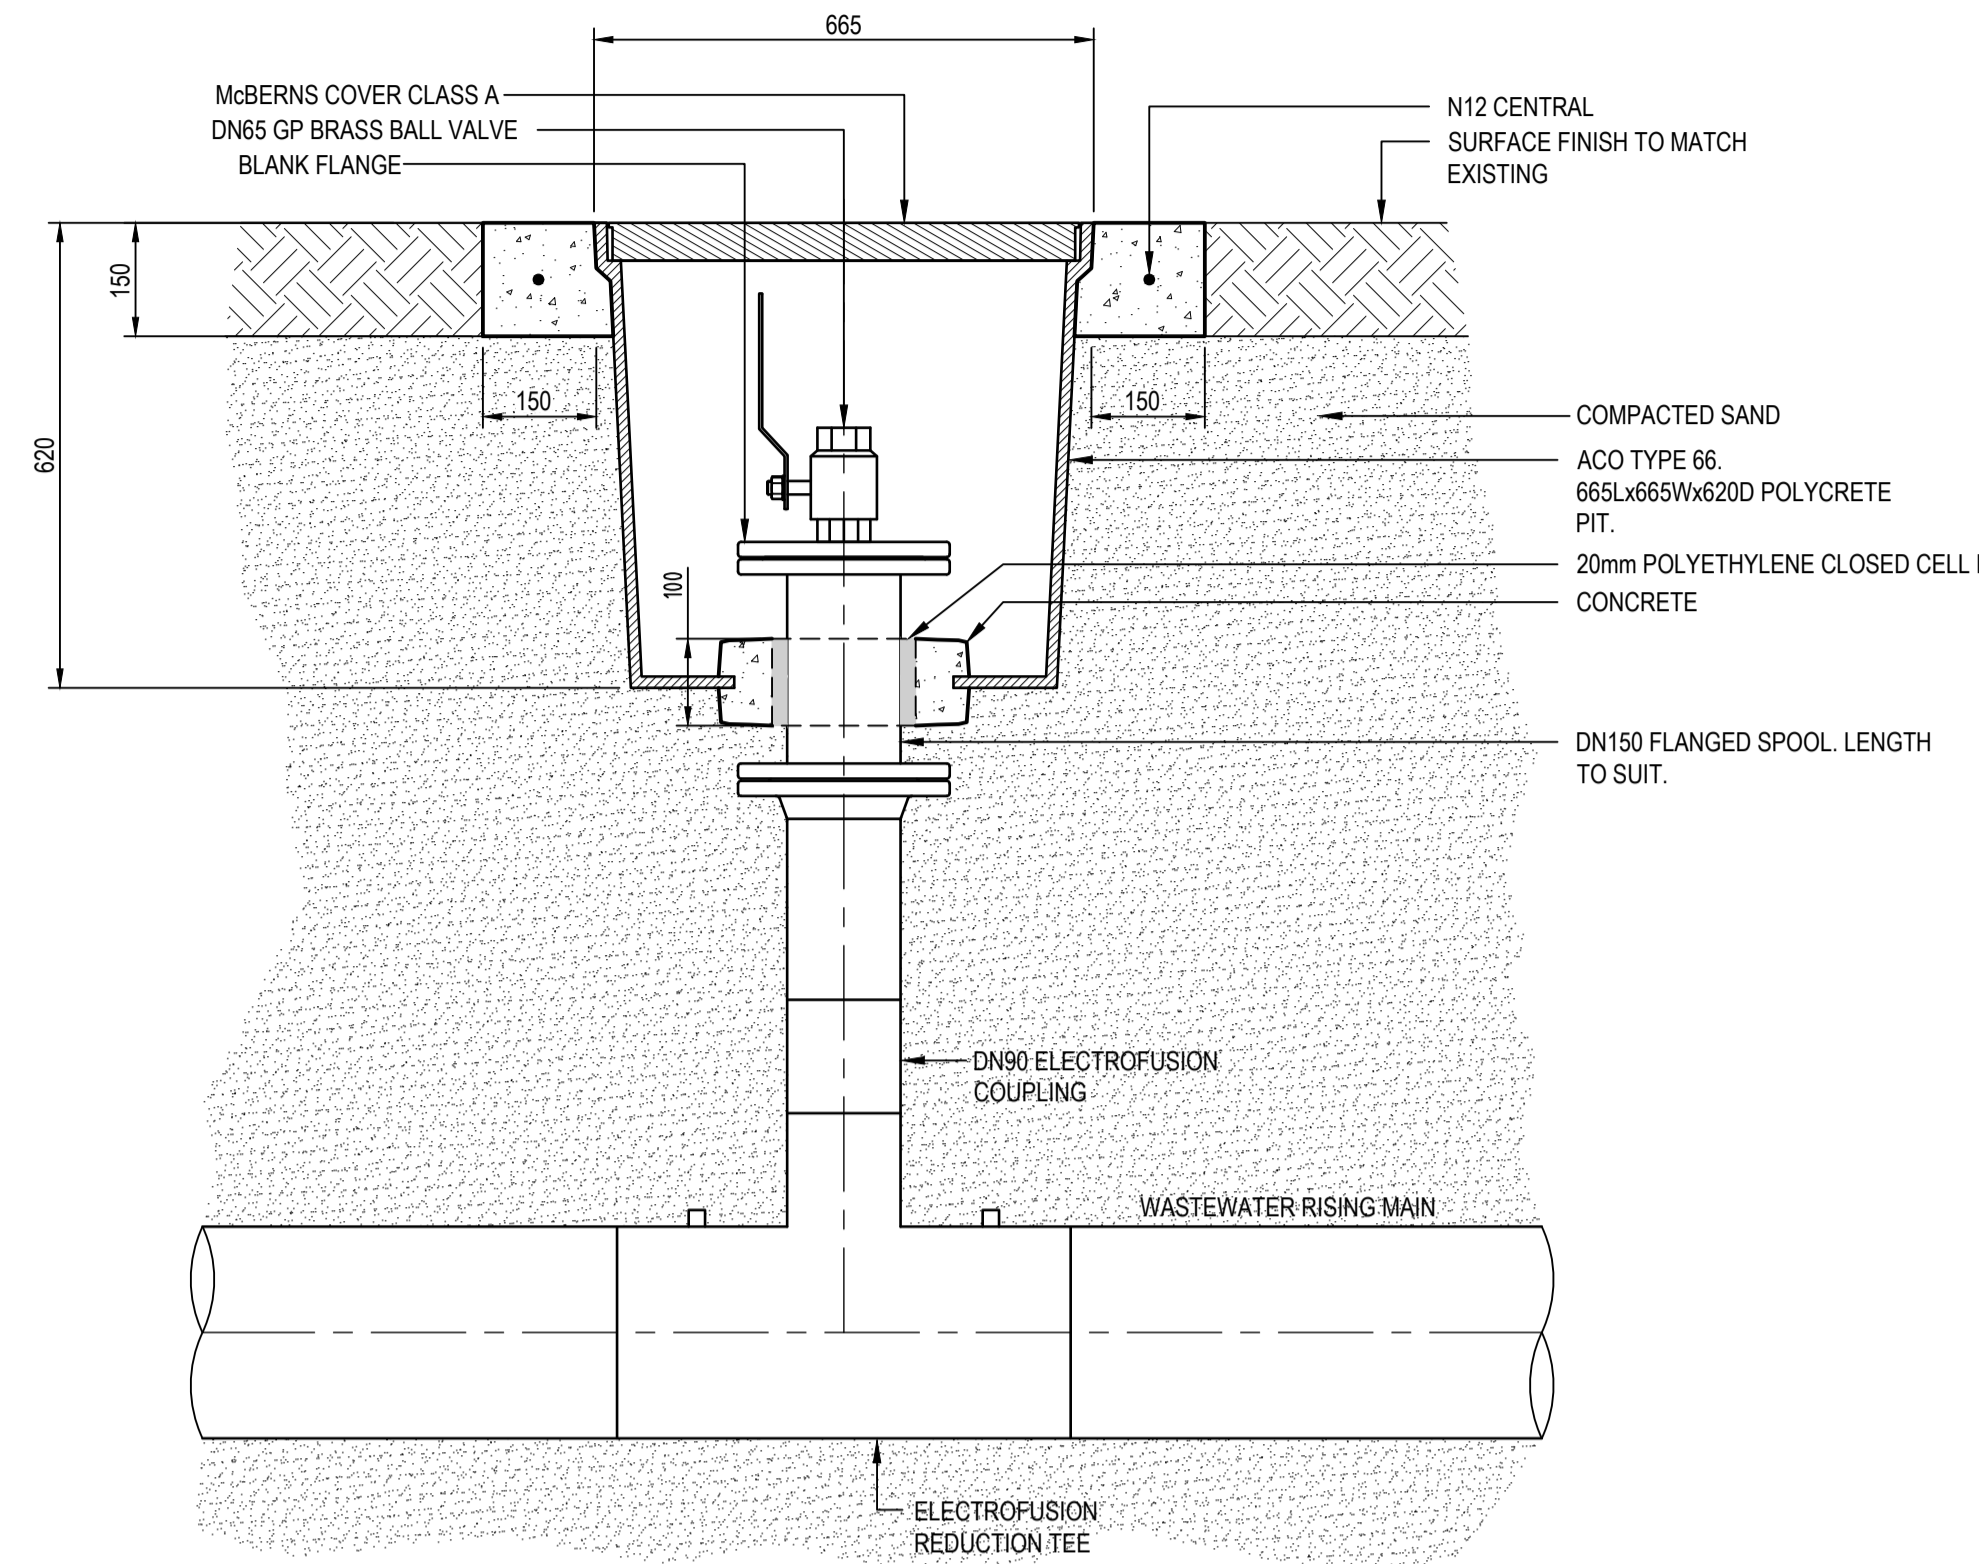 665
McBERNS COVER CLASS A
DN65 GP BRASS BALL VALVE
BLANK FLANGE
N12 CENTRAL
SURFACE FINISH TO MATCH
EXISTING
150
620
150
150
COMPACTED SAND
ACO TYPE 66.
665Lx665Wx620D POLYCRETE
PIT.
20mm POLYETHYLENE CLOSED CELL
CONCRETE
100
DN150 FLANGED SPOOL. LENGTH
TO SUIT.
DN90 ELECTROFUSION
COUPLING
WASTEWATER RISING MAIN
ELECTROFUSION
REDUCTION TEE